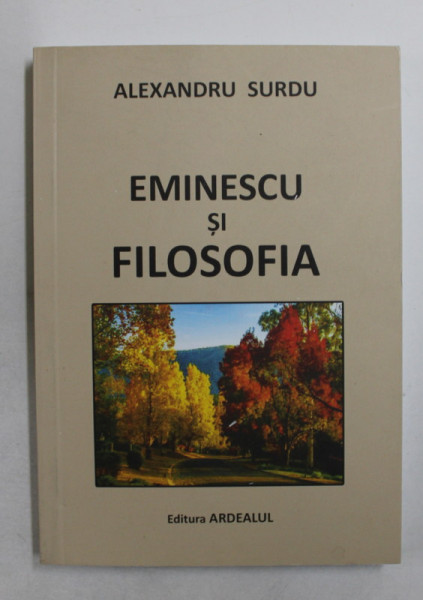 ALEXANDRU SURDU
EMINESCU
ȘI
FILOSOFIA
Editura ARDEALUL